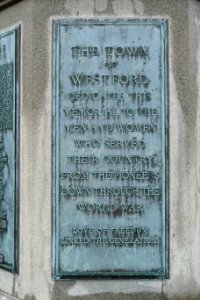 THE TOWN
OF
WESTFORD
DEDICATES THIS
MEMORIAL TO THE
MEN AND WOMEN
WHO SERVED
THEIR COUNTRY
FROM THE PIONEERS
DOWN THROUGH THE
WORLD WAR
LOVE OF FREEDOM
LINKED THE GENERATIONS